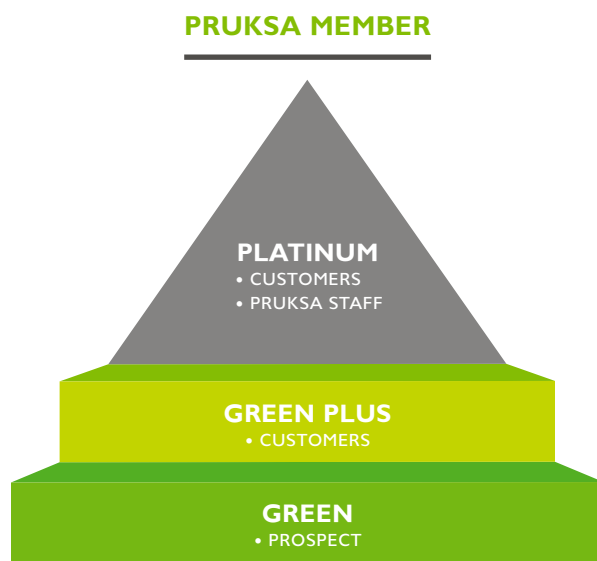 PRUKSA MEMBER
PLATINUM
• CUSTOMERS
• PRUKSA STAFF
GREEN PLUS
• CUSTOMERS
GREEN
• PROSPECT